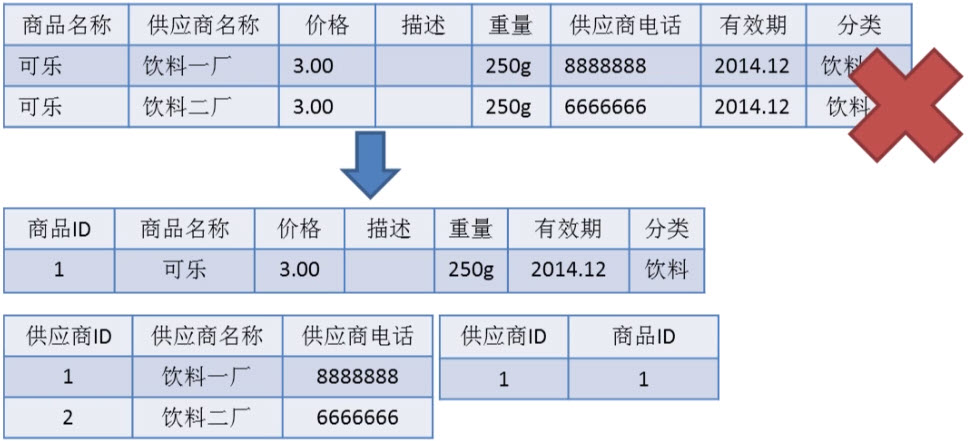 商品名称 供应商名称 价格 描述 重量 供应商电话 有效期 分类
可乐 饮料一厂 3.00 250g 8888888 2014.12 饮料
可乐 饮料二厂 3.00 250g 6666666 2014.12 饮料
商品ID 商品名称 价格 描述 重量 有效期 分类
1 可乐 3.00 250g 2014.12 饮料
供应商ID 供应商名称 供应商电话
1 饮料一厂 8888888
2 饮料二厂 6666666
供应商ID 商品ID
1 1